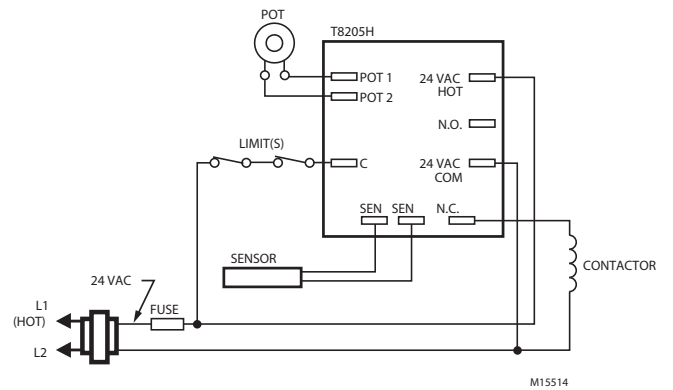 POT
T8205H
POT 1
24 VAC
HOT
POT 2
N.O.
LIMIT(S)
C
24 VAC
COM
SEN
SEN
N.C.
SENSOR
CONTACTOR
24 VAC
L1
(HOT)
FUSE
L2
M15514